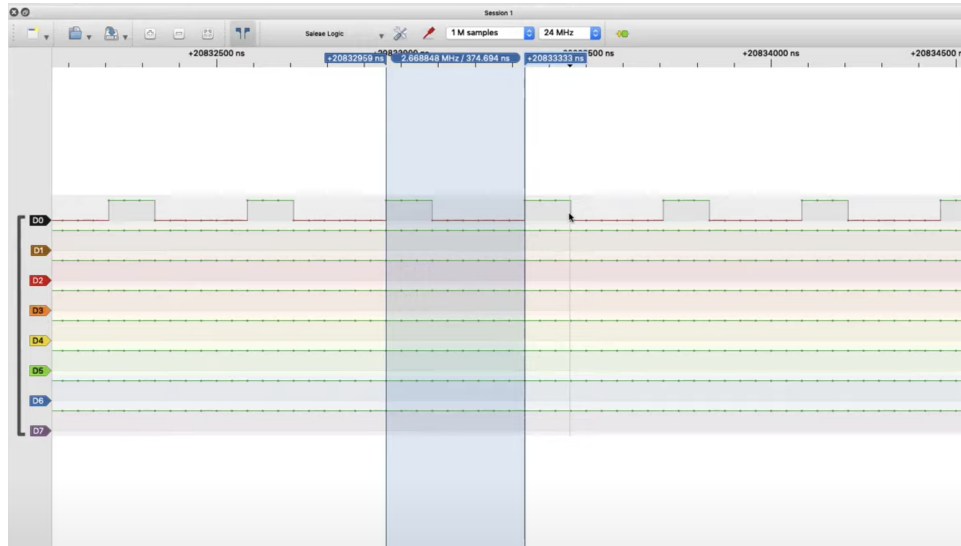 Session 1
Saleae Logic
1 M samples
24 MHz
+20832500 ns
+20834000 ns
+20832959 ns
2.668848 MHz / 374.694 ns
+20833333 ns
500 ns
D0
D1
D2
D3
D4
D5
D6
D7